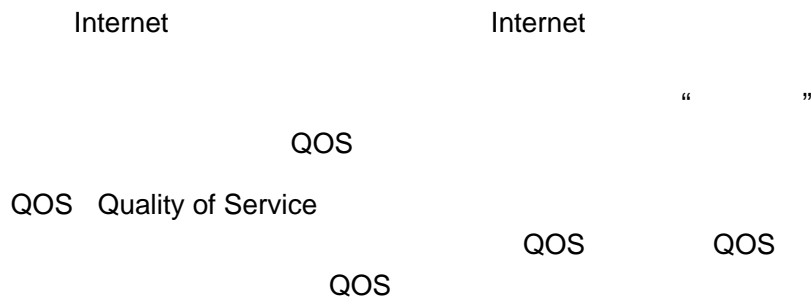 Internet Internet
“ ”
QOS
QOS Quality of Service
QOS QOS
QOS